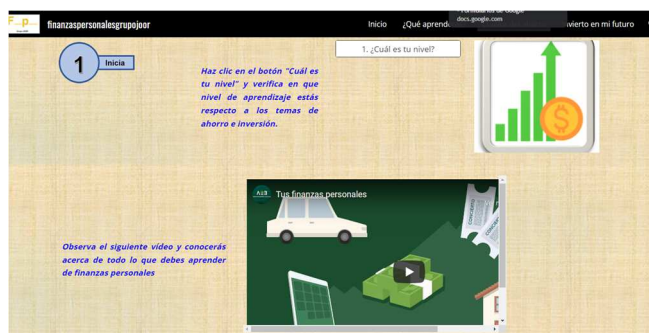 F...p...
finanzaspersonalesgrupojoor
Inicio
¿Qué aprend
docs.google.com
vierto en mi futuro
1
Inicia
1. ¿Cuál es tu nivel?
Haz clic en el botón "Cuál es
tu nivel" y verifica en que
nivel de aprendizaje estás
respecto a los temas de
ahorro e inversión.
Tus finanzas personales
Observa el siguiente vídeo y conocerás
acerca de todo lo que debes aprender
de finanzas personales